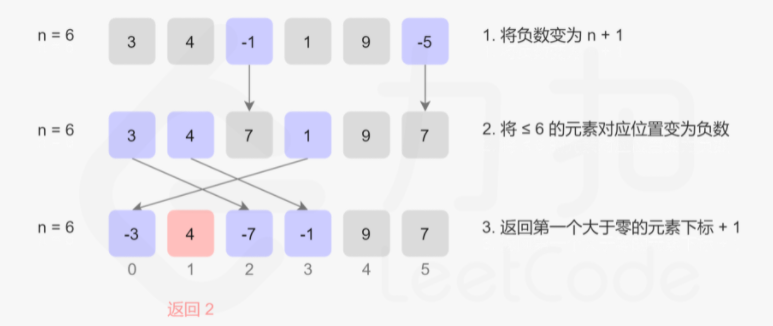 n = 6 3 4 -1 1 9 -5 1. 将负数变为 n + 1
n = 6 3 4 7 1 9 7 2. 将 ≤ 6 的元素对应位置变为负数
n = 6 -3 4 -7 -1 9 7 3. 返回第一个大于零的元素下标 + 1
0 1 2 3 4 5
返回 2
力扣
LeetCode